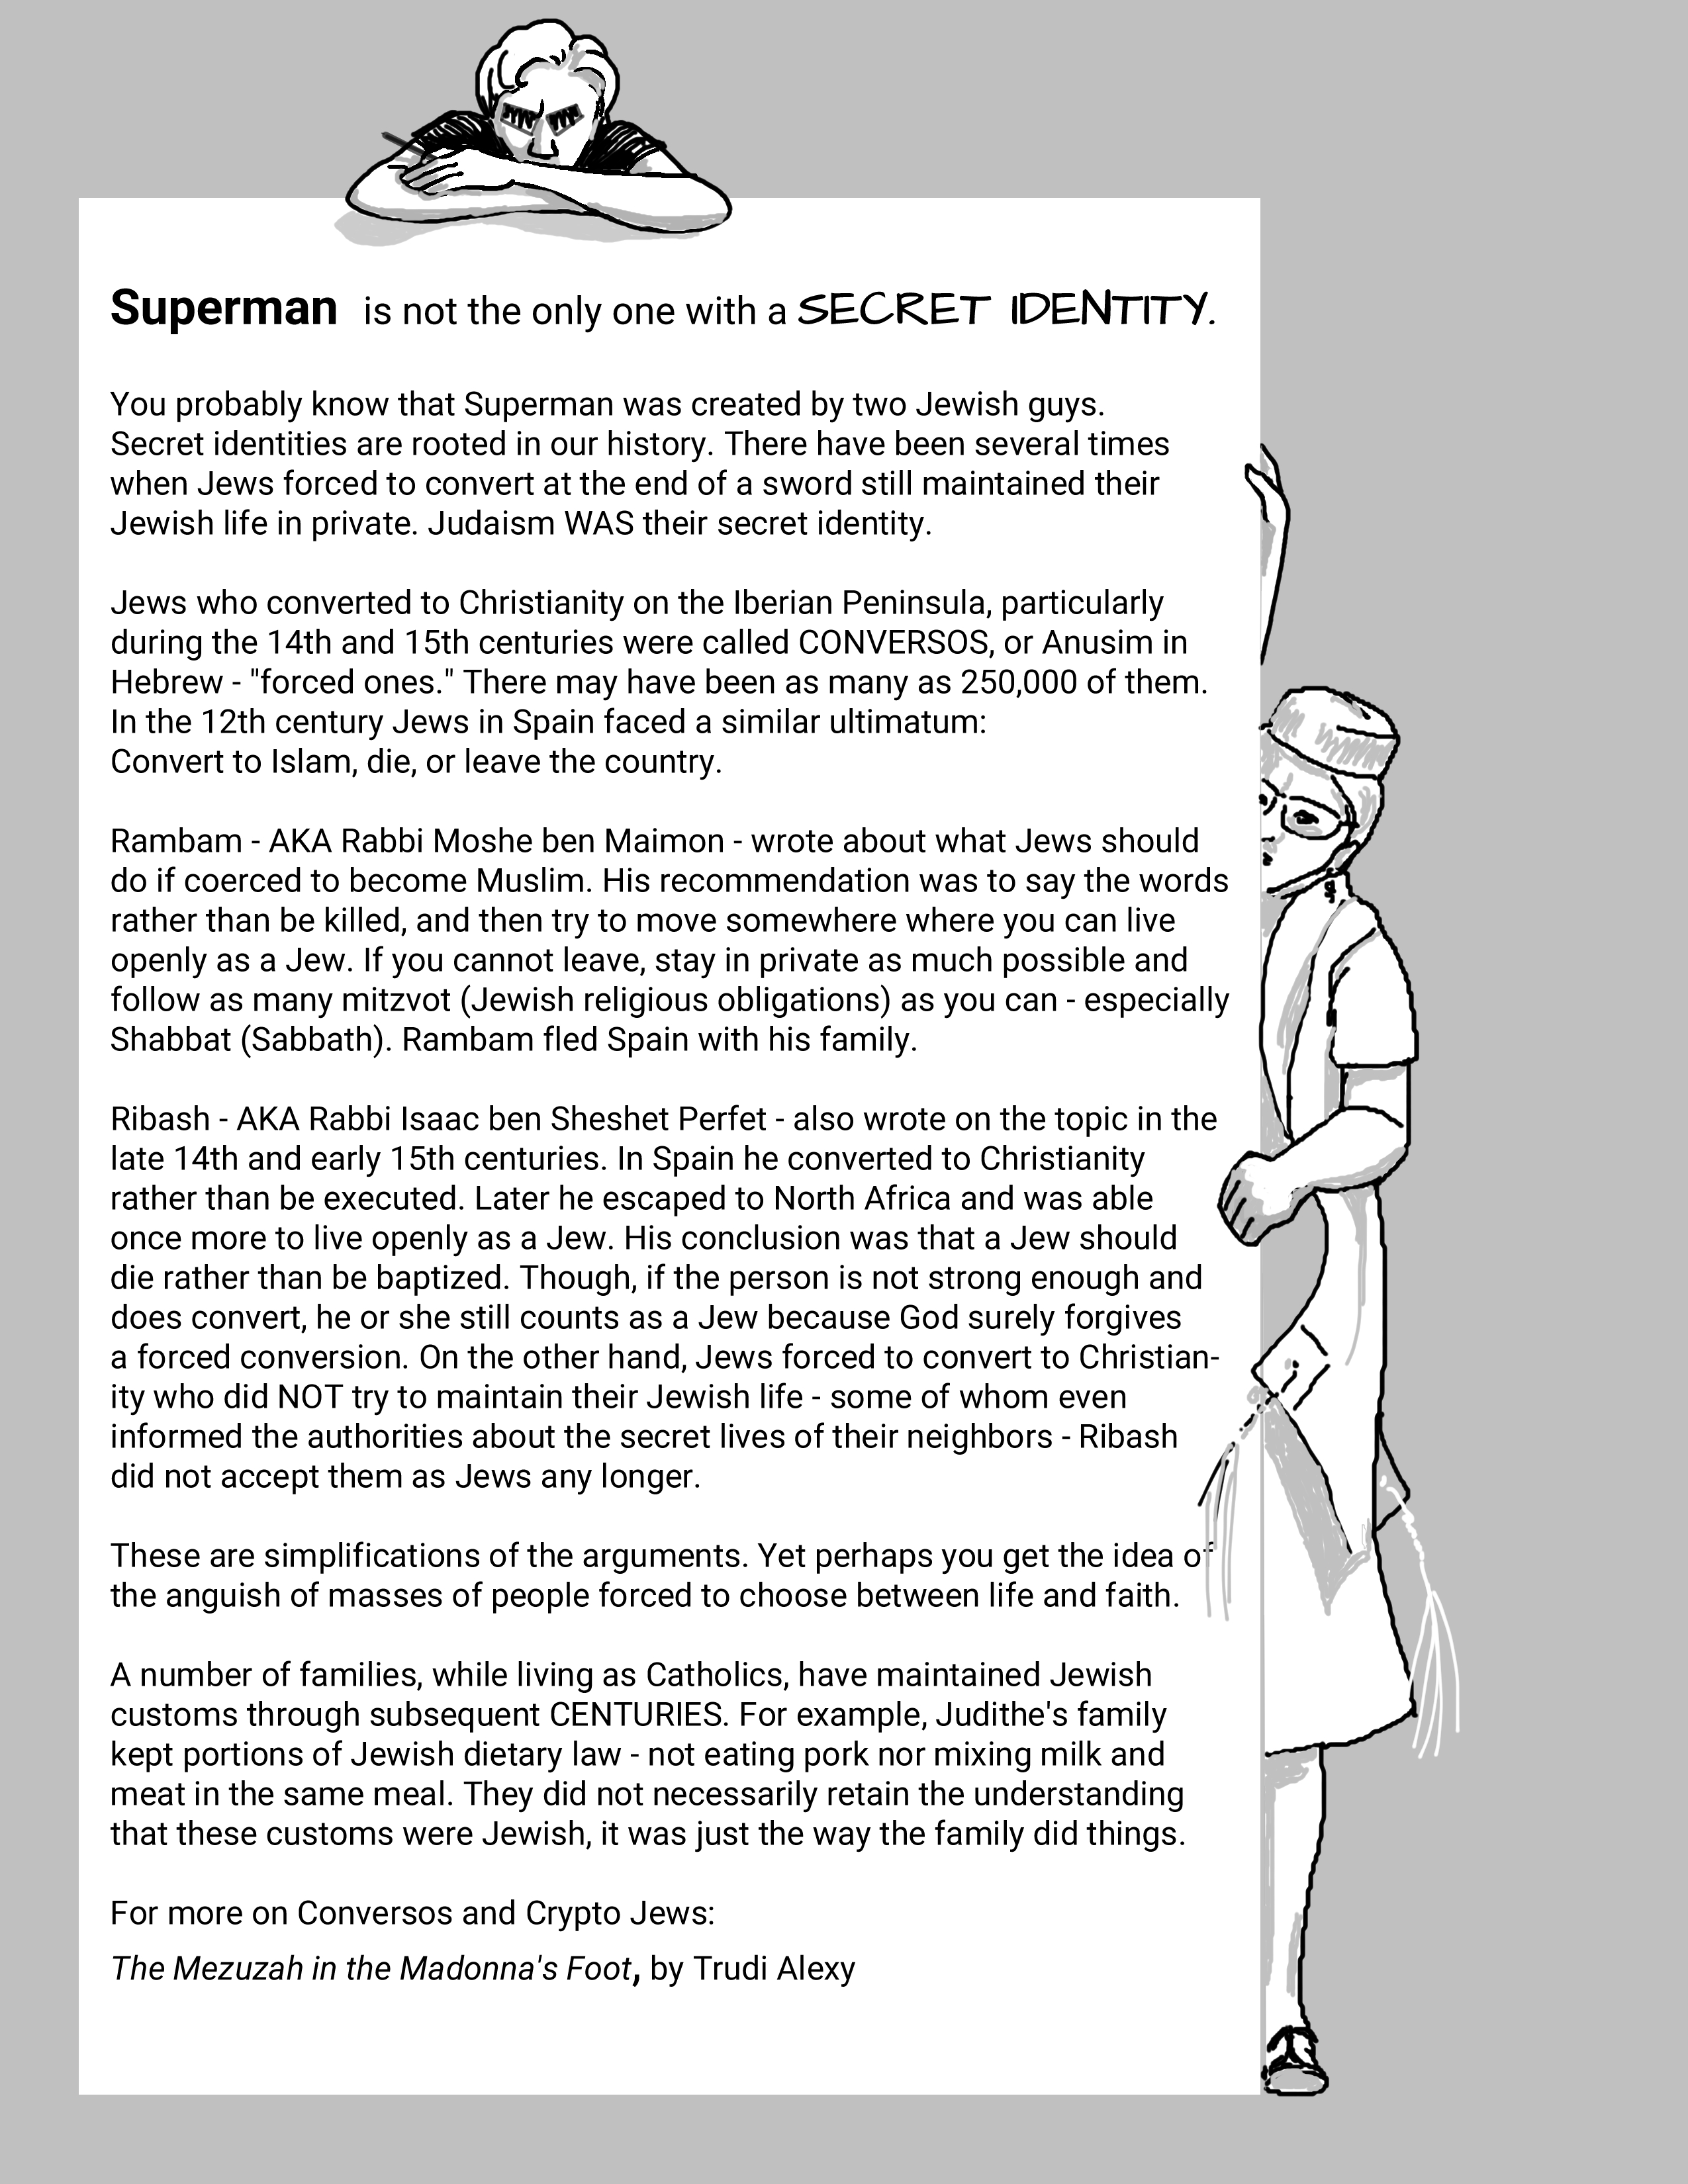 Superman is not the only one with a SECRET IDENTITY.
You probably know that Superman was created by two Jewish guys.
Secret identities are rooted in our history. There have been several times
when Jews forced to convert at the end of a sword still maintained their
Jewish life in private. Judaism WAS their secret identity.
Jews who converted to Christianity on the Iberian Peninsula, particularly
during the 14th and 15th centuries were called CONVERSOS, or Anusim in
Hebrew - "forced ones." There may have been as many as 250,000 of them.
In the 12th century Jews in Spain faced a similar ultimatum:
Convert to Islam, die, or leave the country.
Rambam - AKA Rabbi Moshe ben Maimon - wrote about what Jews should
do if coerced to become Muslim. His recommendation was to say the words
rather than be killed, and then try to move somewhere where you can live
openly as a Jew. If you cannot leave, stay in private as much possible and
follow as many mitzvot (Jewish religious obligations) as you can - especially
Shabbat (Sabbath). Rambam fled Spain with his family.
Ribash - AKA Rabbi Isaac ben Sheshet Perfet - also wrote on the topic in the
late 14th and early 15th centuries. In Spain he converted to Christianity
rather than be executed. Later he escaped to North Africa and was able
once more to live openly as a Jew. His conclusion was that a Jew should
die rather than be baptized. Though, if the person is not strong enough and
does convert, he or she still counts as a Jew because God surely forgives
a forced conversion. On the other hand, Jews forced to convert to Christian-
ity who did NOT try to maintain their Jewish life - some of whom even
informed the authorities about the secret lives of their neighbors - Ribash
did not accept them as Jews any longer.
These are simplifications of the arguments. Yet perhaps you get the idea of
the anguish of masses of people forced to choose between life and faith.
A number of families, while living as Catholics, have maintained Jewish
customs through subsequent CENTURIES. For example, Judithe's family
kept portions of Jewish dietary law - not eating pork nor mixing milk and
meat in the same meal. They did not necessarily retain the understanding
that these customs were Jewish, it was just the way the family did things.
For more on Conversos and Crypto Jews:
The Mezuzah in the Madonna's Foot, by Trudi Alexy